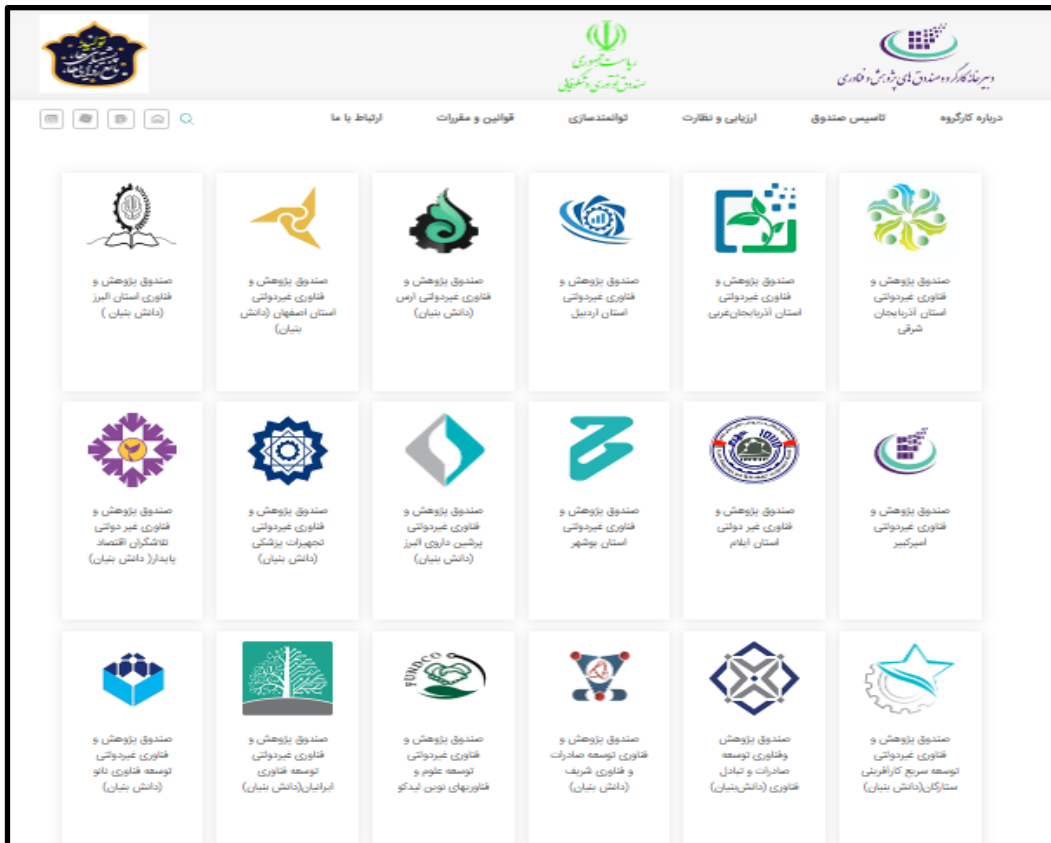 ریاست جمهوری
صندوق نوآوری و شکوفایی
دبیرخانه کارگروه صندوق های پژوهش و فناوری
درباره کارگروه
تاسیس صندوق
ارزیابی و نظارت
توانمندسازی
قوانین و مقررات
ارتباط با ما
صندوق پژوهش و
فناوری غیردولتی
استان آذربایجان
شرقی
صندوق پژوهش و
فناوری غیردولتی
استان آذربایجان‌غربی
صندوق پژوهش و
فناوری غیردولتی
استان اردبیل
صندوق پژوهش و
فناوری غیردولتی ارس
(دانش بنیان)
صندوق پژوهش و
فناوری غیردولتی
استان اصفهان (دانش
بنیان)
صندوق پژوهش و
فناوری استان البرز
(دانش بنیان )
صندوق پژوهش و
فناوری غیردولتی
امیرکبیر
صندوق پژوهش و
فناوری غیر دولتی
استان ایلام
صندوق پژوهش و
فناوری غیردولتی
استان بوشهر
صندوق پژوهش و
فناوری غیردولتی
پرشین داروی البرز
(دانش بنیان)
صندوق پژوهش و
فناوری غیردولتی
تجهیزات پزشکی
(دانش بنیان)
صندوق پژوهش و
فناوری غیر دولتی
تلاشگران اقتصاد
پایدار( دانش بنیان)
صندوق پژوهش و
فناوری غیردولتی
توسعه سریع کارآفرینی
ستارگان(دانش بنیان)
صندوق پژوهش
وفناوری توسعه
صادرات و تبادل
فناوری (دانش‌بنیان)
صندوق پژوهش و
فناوری توسعه صادرات
و فناوری شریف
(دانش بنیان)
FUNDCO
صندوق پژوهش و
فناوری غیردولتی
توسعه علوم و
فناوریهای نوین لیدکو
صندوق پژوهش و
فناوری غیردولتی
توسعه فناوری
ایرانیان(دانش بنیان)
صندوق پژوهش و
فناوری غیردولتی
توسعه فناوری نانو
(دانش بنیان)